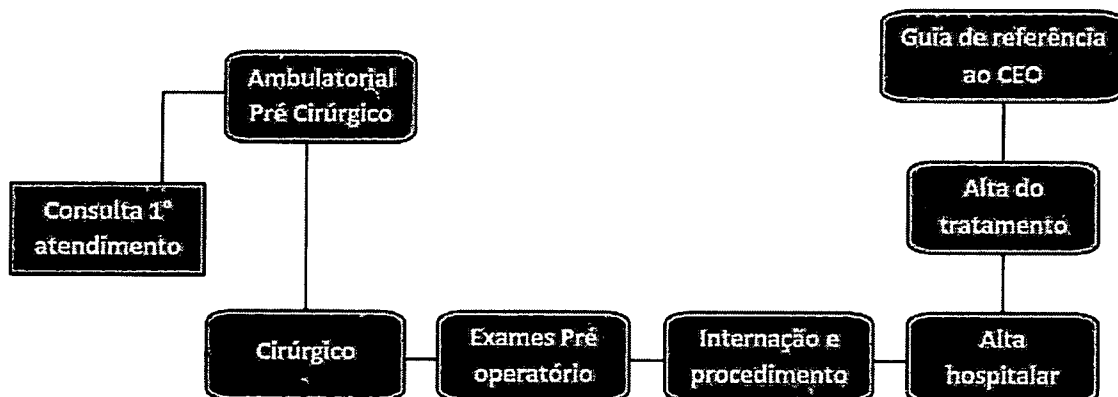 Guia de referência
ao CEO
Ambulatorial
Pré Cirúrgico
Consulta 1º
atendimento
Alta do
tratamento
Cirúrgico
Exames Pré
operatório
Internação e
procedimento
Alta
hospitalar